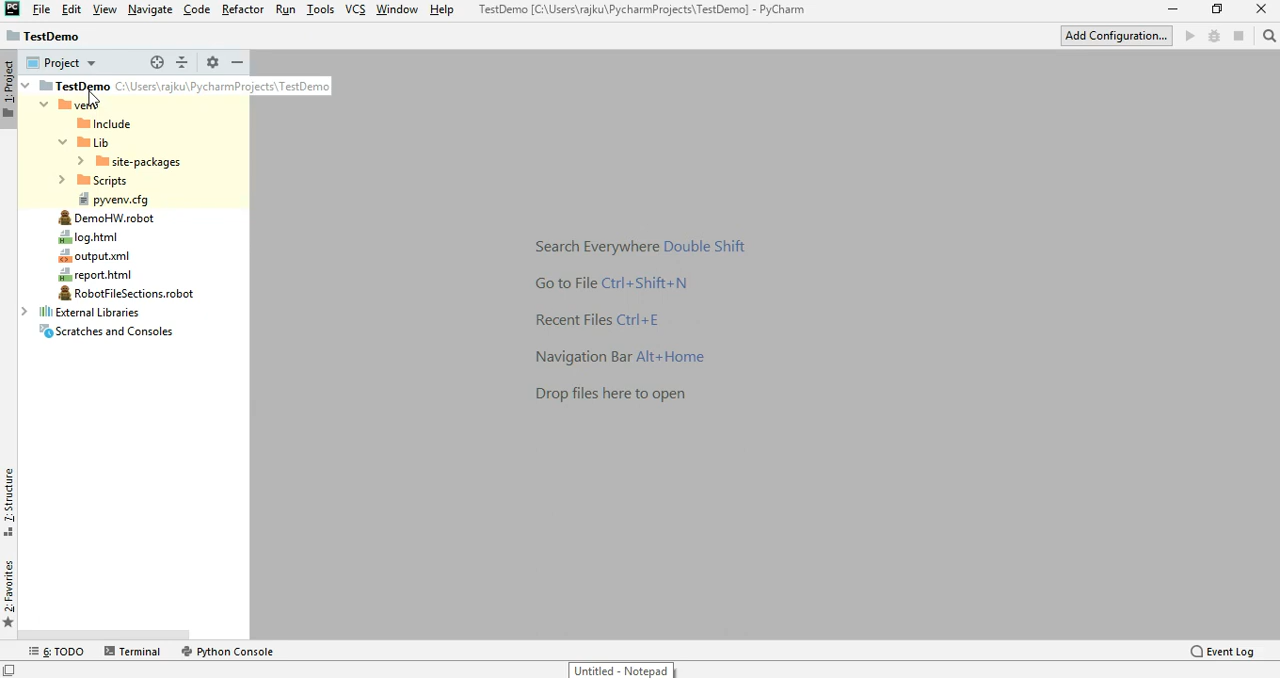 PC File Edit View Navigate Code Refactor Run Tools VCS Window Help TestDemo [C:\Users\rajku\PycharmProjects\TestDemo] - PyCharm
TestDemo Add Configuration...
1: Project
Project
TestDemo C:\Users\rajku\PycharmProjects\TestDemo
venv
Include
Lib
site-packages
Scripts
pyvenv.cfg
DemoHW.robot
log.html
output.xml
report.html
RobotFileSections.robot
External Libraries
Scratches and Consoles
Search Everywhere Double Shift
Go to File Ctrl+Shift+N
Recent Files Ctrl+E
Navigation Bar Alt+Home
Drop files here to open
7: Structure
2: Favorites
6: TODO Terminal Python Console Event Log
Untitled - Notepad